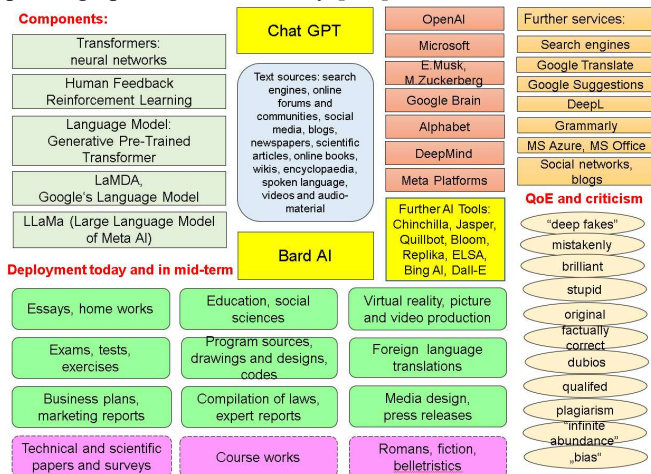 Components:
Transformers:
neural networks
Human Feedback
Reinforcement Learning
Language Model:
Generative Pre-Trained
Transformer
LaMDA,
Google's Language Model
LLaMa (Large Language Model
of Meta AI)
Chat GPT
Text sources: search
engines, online
forums and
communities, social
media, blogs,
newspapers, scientific
articles, online books,
wikis, encyclopaedia,
spoken language,
videos and audio-
material
Bard AI
OpenAI
Microsoft
E.Musk,
M.Zuckerberg
Google Brain
Alphabet
DeepMind
Meta Platforms
Further AI Tools:
Chinchilla, Jasper,
Quillbot, Bloom,
Replika, ELSA,
Bing AI, Dall-E
Further services:
Search engines
Google Translate
Google Suggestions
DeepL
Grammarly
MS Azure, MS Office
Social networks,
blogs
QoE and criticism
"deep fakes"
mistakenly
brilliant
stupid
original
factually
correct
dubios
qualifed
plagiarism
"infinite
abundance"
„bias"
Deployment today and in mid-term
Essays, home works
Education, social
sciences
Virtual reality, picture
and video production
Exams, tests,
exercises
Program sources,
drawings and designs,
codes
Foreign language
translations
Business plans,
marketing reports
Compilation of laws,
expert reports
Media design,
press releases
Technical and scientific
papers and surveys
Course works
Romans, fiction,
belletristics